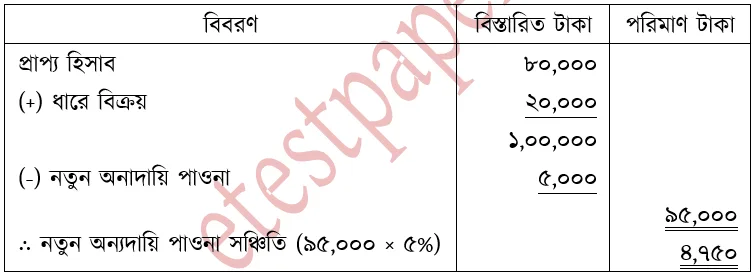 বিবরণ বিস্তারিত টাকা পরিমাণ টাকা
প্রাপ্য হিসাব ৮০,০০০
(+) ধারে বিক্রয় ২০,০০০
১,০০,০০০
(-) নতুন অনাদায়ি পাওনা ৫,০০০
৯৫,০০০
∴ নতুন অন্যদায়ি পাওনা সঞ্চিতি (৯৫,০০০ × ৫%) ৪,৭৫০
etestpaper